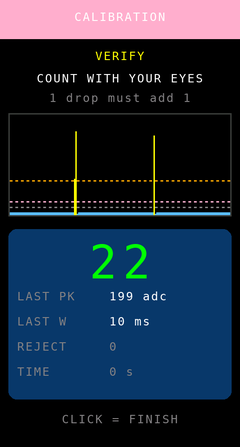 CALIBRATION
VERIFY
COUNT WITH YOUR EYES
1 drop must add 1
22
LAST PK 199 adc
LAST W 10 ms
REJECT 0
TIME 0 s
CLICK = FINISH